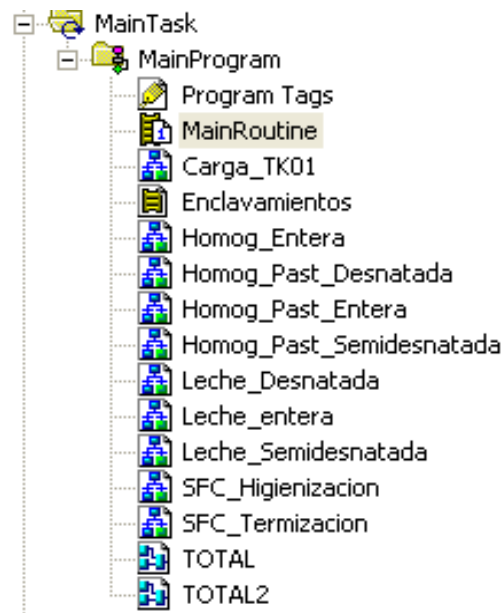 MainTask
MainProgram
Program Tags
MainRoutine
Carga_TK01
Enclavamientos
Homog_Entera
Homog_Past_Desnatada
Homog_Past_Entera
Homog_Past_Semidesnatada
Leche_Desnatada
Leche_entera
Leche_Semidesnatada
SFC_Higienizacion
SFC_Termizacion
TOTAL
TOTAL2